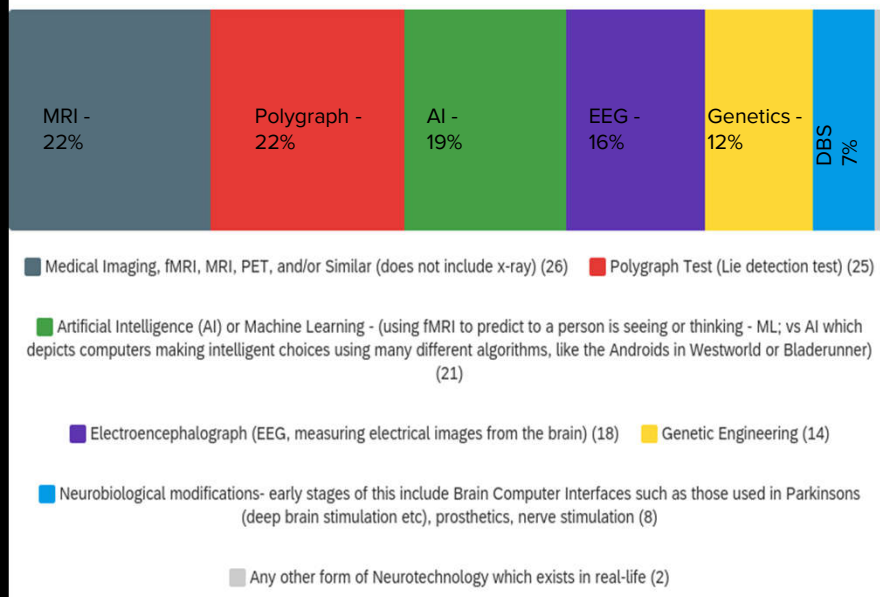 MRI -
22%
Polygraph -
22%
AI -
19%
EEG -
16%
Genetics -
12%
DBS
7%
Medical Imaging, fMRI, MRI, PET, and/or Similar (does not include x-ray) (26)
Polygraph Test (Lie detection test) (25)
Artificial Intelligence (AI) or Machine Learning - (using fMRI to predict to a person is seeing or thinking - ML; vs AI which
depicts computers making intelligent choices using many different algorithms, like the Androids in Westworld or Bladerunner)
(21)
Electroencephalograph (EEG, measuring electrical images from the brain) (18)
Genetic Engineering (14)
Neurobiological modifications- early stages of this include Brain Computer Interfaces such as those used in Parkinsons
(deep brain stimulation etc), prosthetics, nerve stimulation (8)
Any other form of Neurotechnology which exists in real-life (2)